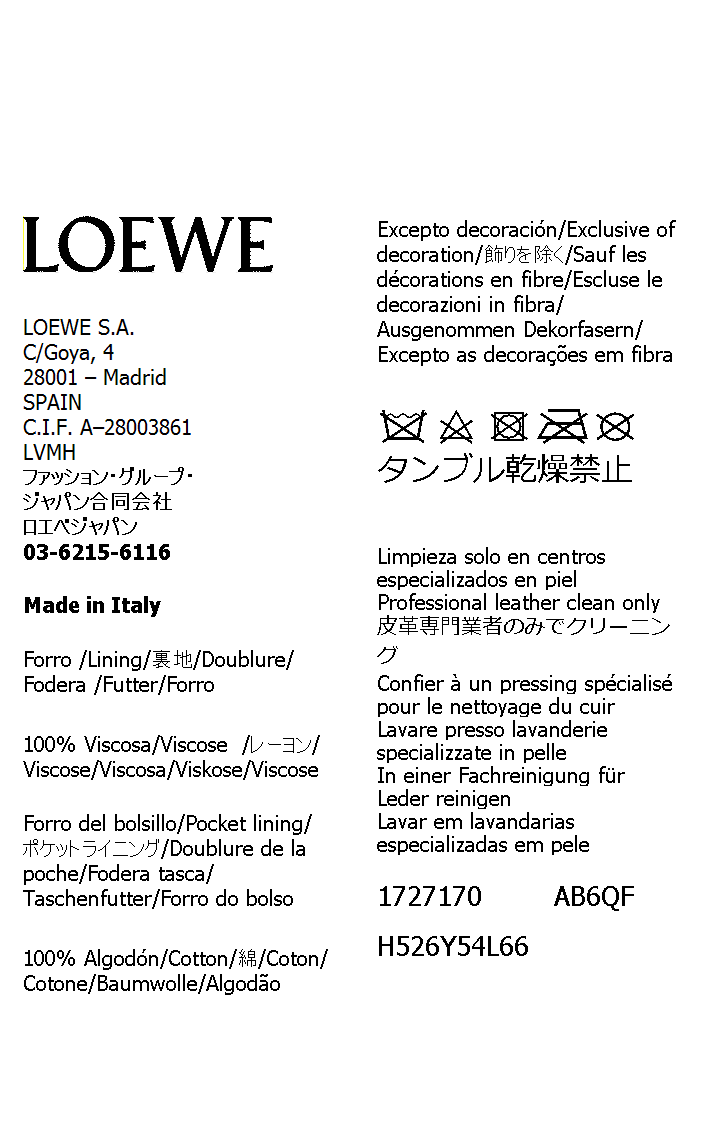 LOEWE
LOEWE S.A.
C/Goya, 4
28001 – Madrid
SPAIN
C.I.F. A–28003861
LVMH
ファッション・グループ・
ジャパン合同会社
ロエベジャパン
03-6215-6116
Made in Italy
Forro /Lining/裏地/Doublure/
Fodera /Futter/Forro
100% Viscosa/Viscose /レーヨン/
Viscose/Viscosa/Viskose/Viscose
Forro del bolsillo/Pocket lining/
ポケットライニング/Doublure de la
poche/Fodera tasca/
Taschenfutter/Forro do bolso
100% Algodón/Cotton/綿/Coton/
Cotone/Baumwolle/Algodão
Excepto decoración/Exclusive of
decoration/飾りを除く/Sauf les
décorations en fibre/Escluse le
decorazioni in fibra/
Ausgenommen Dekorfasern/
Excepto as decorações em fibra
タンブル乾燥禁止
Limpieza solo en centros
especializados en piel
Professional leather clean only
皮革専門業者のみでクリーニン
グ
Confier à un pressing spécialisé
pour le nettoyage du cuir
Lavare presso lavanderie
specializzate in pelle
In einer Fachreinigung für
Leder reinigen
Lavar em lavandarias
especializadas em pele
1727170 AB6QF
H526Y54L66